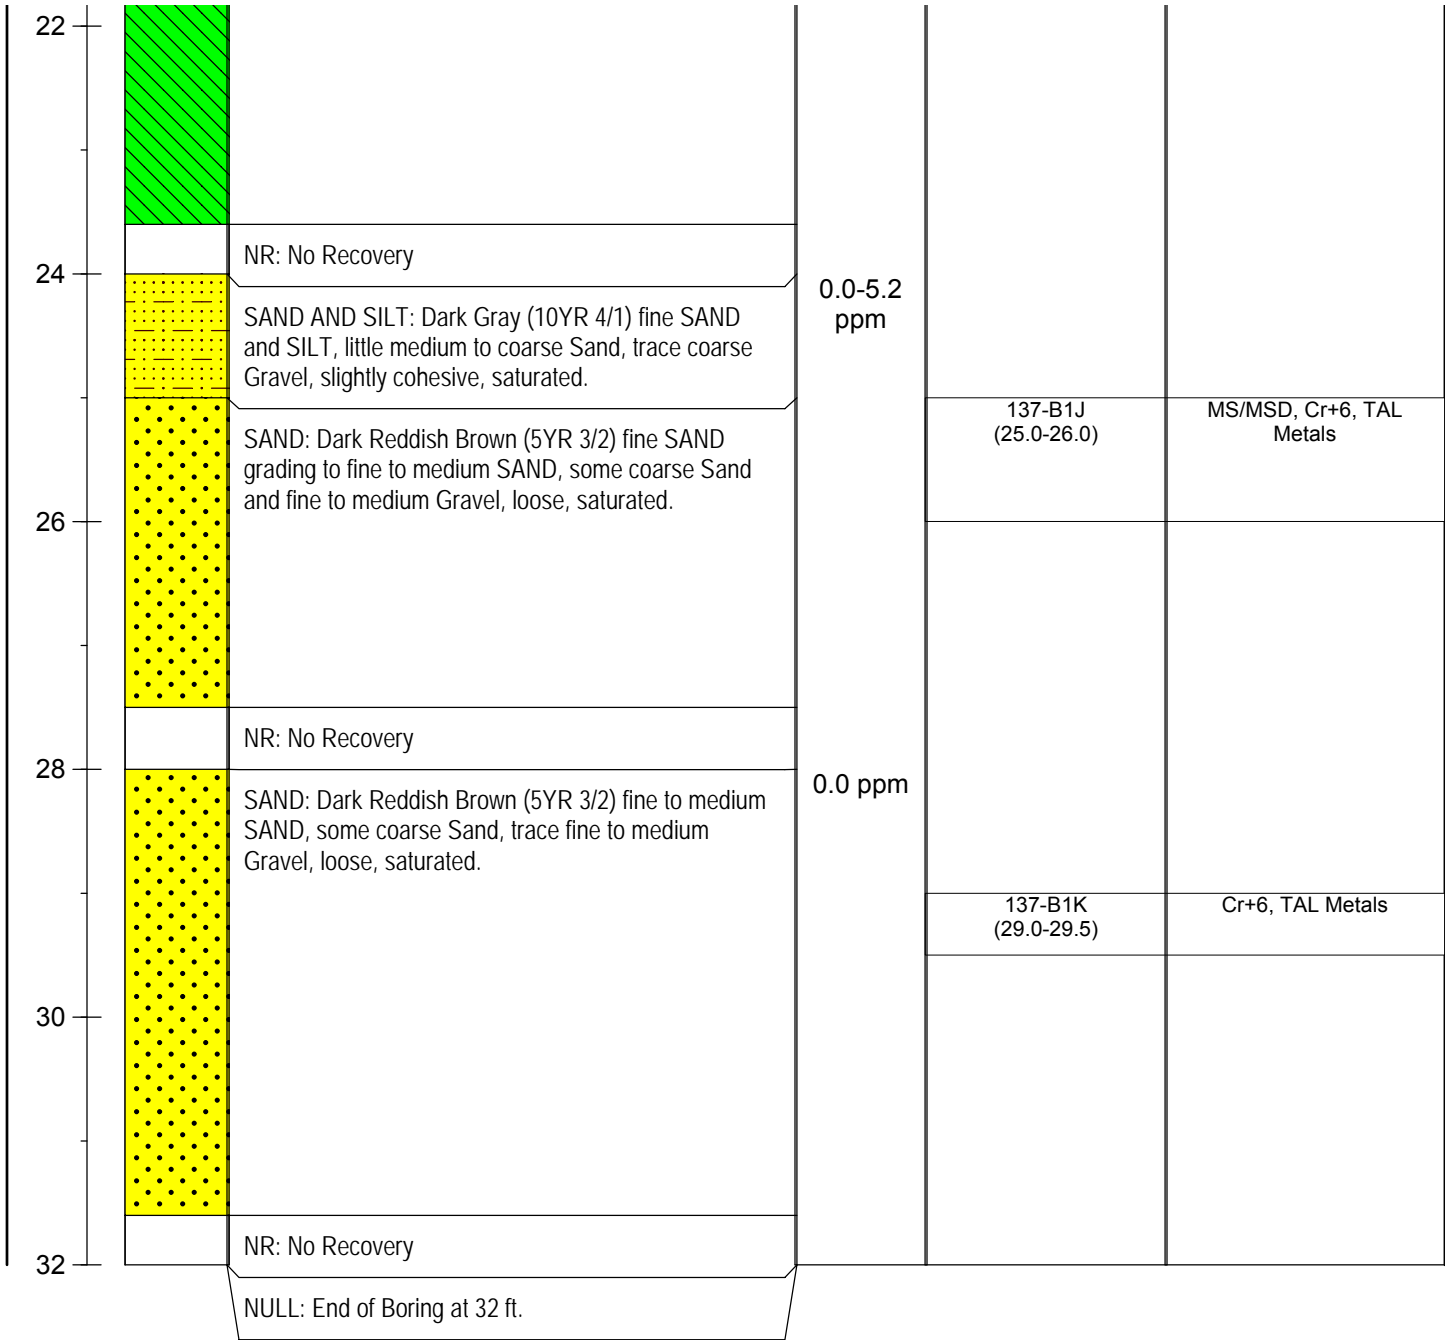 22
NR: No Recovery
24
0.0-5.2
ppm
SAND AND SILT: Dark Gray (10YR 4/1) fine SAND
and SILT, little medium to coarse Sand, trace coarse
Gravel, slightly cohesive, saturated.
137-B1J
(25.0-26.0)
MS/MSD, Cr+6, TAL
Metals
SAND: Dark Reddish Brown (5YR 3/2) fine SAND
grading to fine to medium SAND, some coarse Sand
and fine to medium Gravel, loose, saturated.
26
NR: No Recovery
28
0.0 ppm
SAND: Dark Reddish Brown (5YR 3/2) fine to medium
SAND, some coarse Sand, trace fine to medium
Gravel, loose, saturated.
137-B1K
(29.0-29.5)
Cr+6, TAL Metals
30
NR: No Recovery
32
NULL: End of Boring at 32 ft.